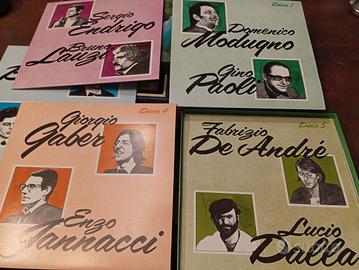 Sergio
Endrigo
Bruno
Lauzi
Disco 1
Domenico
Modugno
Gino
Paoli
Disco 4
Giorgio
Gaber
Enzo
Jannacci
Disco 5
Fabrizio
De André
Lucio
Dalla